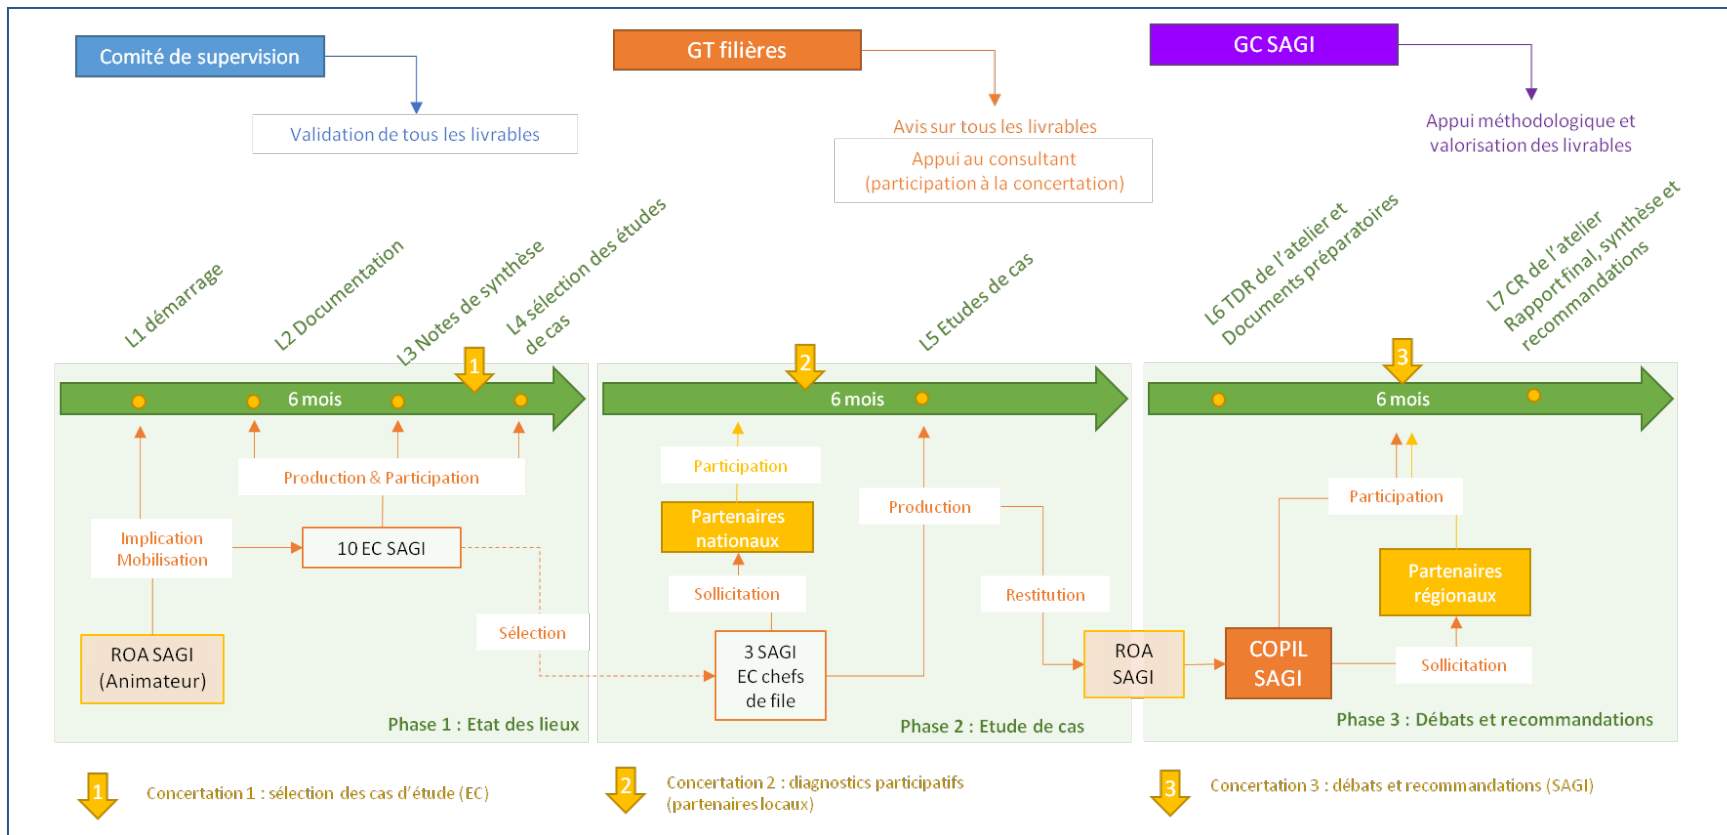 Comité de supervision
GT filières
GC SAGI
Validation de tous les livrables
Avis sur tous les livrables
Appui au consultant
(participation à la concertation)
Appui méthodologique et
valorisation des livrables
L1 démarrage
L2 Documentation
L3 Notes de synthèse
L4 sélection des études
de cas
L5 Etudes de cas
L6 TDR de l'atelier et
Documents préparatoires
L7 CR de l'atelier
Rapport final, synthèse et
recommandations
1
2
3
6 mois
6 mois
6 mois
Production & Participation
Implication
Mobilisation
10 EC SAGI
Sélection
ROA SAGI
(Animateur)
Phase 1 : Etat des lieux
Participation
Partenaires
nationaux
Sollicitation
3 SAGI
EC chefs
de file
Production
Restitution
ROA
SAGI
Phase 2 : Etude de cas
Participation
Partenaires
régionaux
COPIL
SAGI
Sollicitation
Phase 3 : Débats et recommandations
1
Concertation 1 : sélection des cas d'étude (EC)
2
Concertation 2 : diagnostics participatifs
(partenaires locaux)
3
Concertation 3 : débats et recommandations (SAGI)